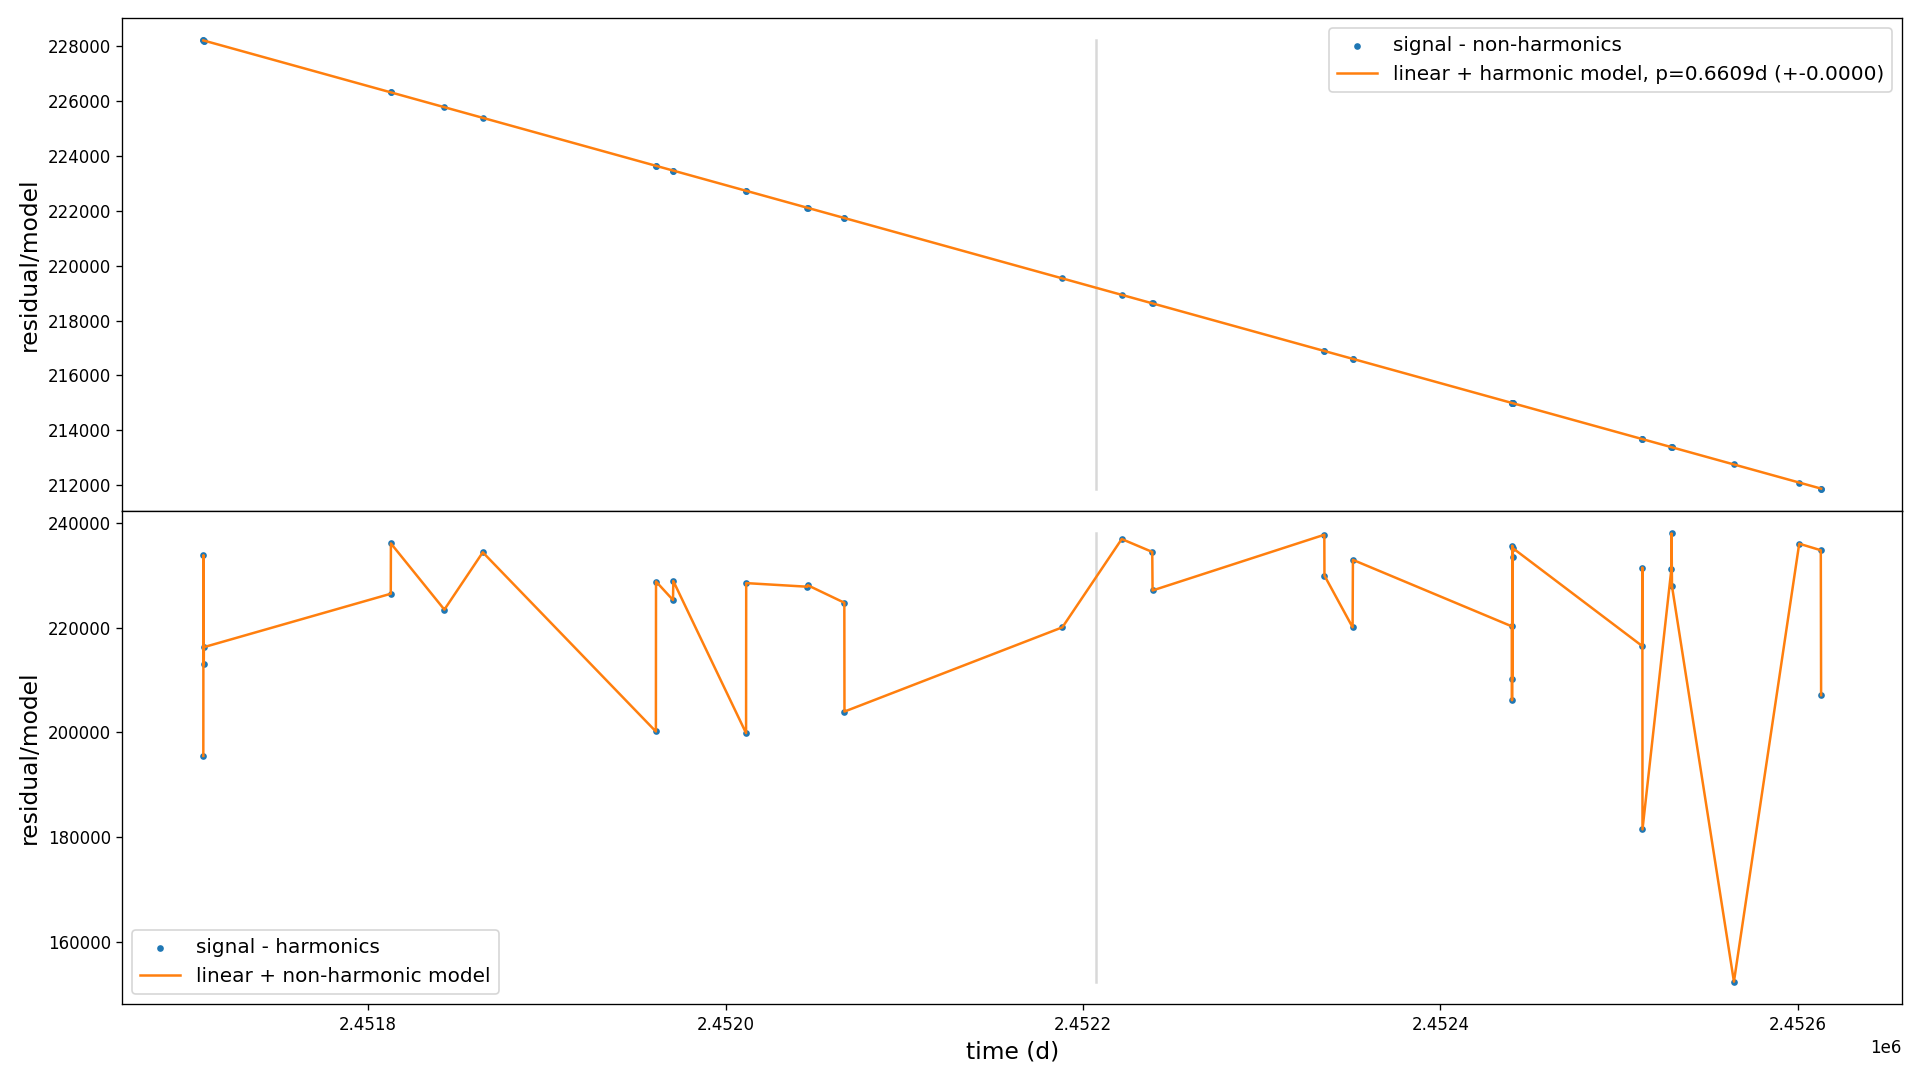 228000
226000
224000
222000
220000
218000
216000
214000
212000
residual/model
signal - non-harmonics
linear + harmonic model, p=0.6609d (+-0.0000)
240000
220000
200000
180000
160000
residual/model
signal - harmonics
linear + non-harmonic model
2.4518
2.4520
2.4522
2.4524
2.4526
1e6
time (d)